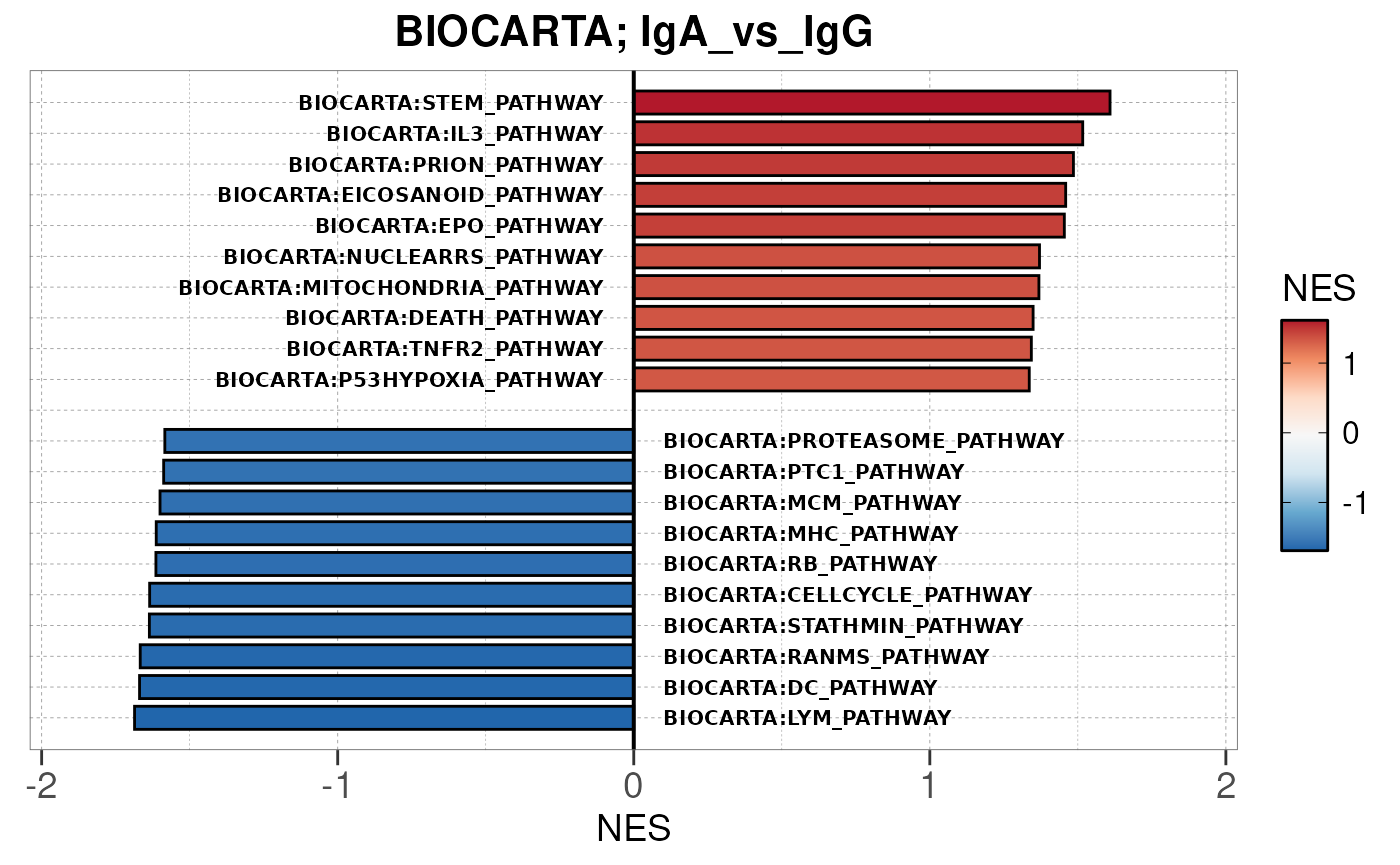 BIOCARTA; IgA_vs_IgG
BIOCARTA:STEM_PATHWAY
BIOCARTA:IL3_PATHWAY
BIOCARTA:PRION_PATHWAY
BIOCARTA:EICOSANOID_PATHWAY
BIOCARTA:EPO_PATHWAY
BIOCARTA:NUCLEARRS_PATHWAY
BIOCARTA:MITOCHONDRIA_PATHWAY
BIOCARTA:DEATH_PATHWAY
BIOCARTA:TNFR2_PATHWAY
BIOCARTA:P53HYPOXIA_PATHWAY
BIOCARTA:PROTEASOME_PATHWAY
BIOCARTA:PTC1_PATHWAY
BIOCARTA:MCM_PATHWAY
BIOCARTA:MHC_PATHWAY
BIOCARTA:RB_PATHWAY
BIOCARTA:CELLCYCLE_PATHWAY
BIOCARTA:STATHMIN_PATHWAY
BIOCARTA:RANMS_PATHWAY
BIOCARTA:DC_PATHWAY
BIOCARTA:LYM_PATHWAY
-2 -1 0 1 2
NES
NES
1
0
-1